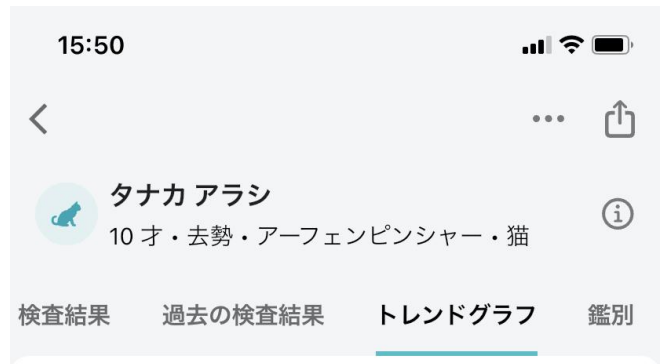 15:50
タナカ アラシ
10 才・去勢・アーフェンピンシャー・猫
検査結果 過去の検査結果 トレンドグラフ 鑑別